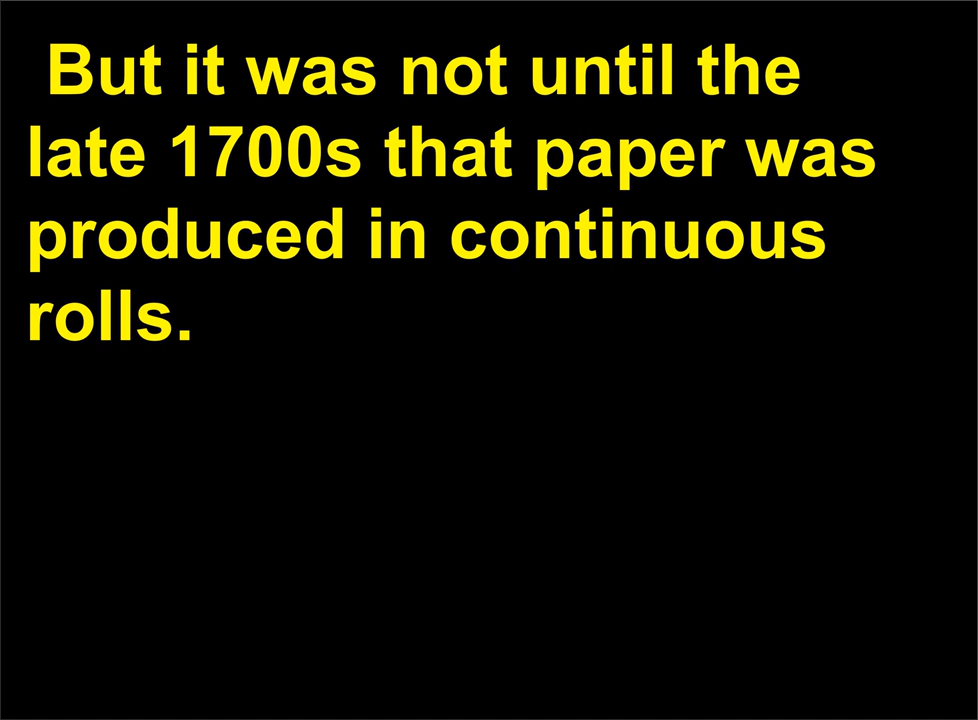 But it was not until the
late 1700s that paper was
produced in continuous
rolls.